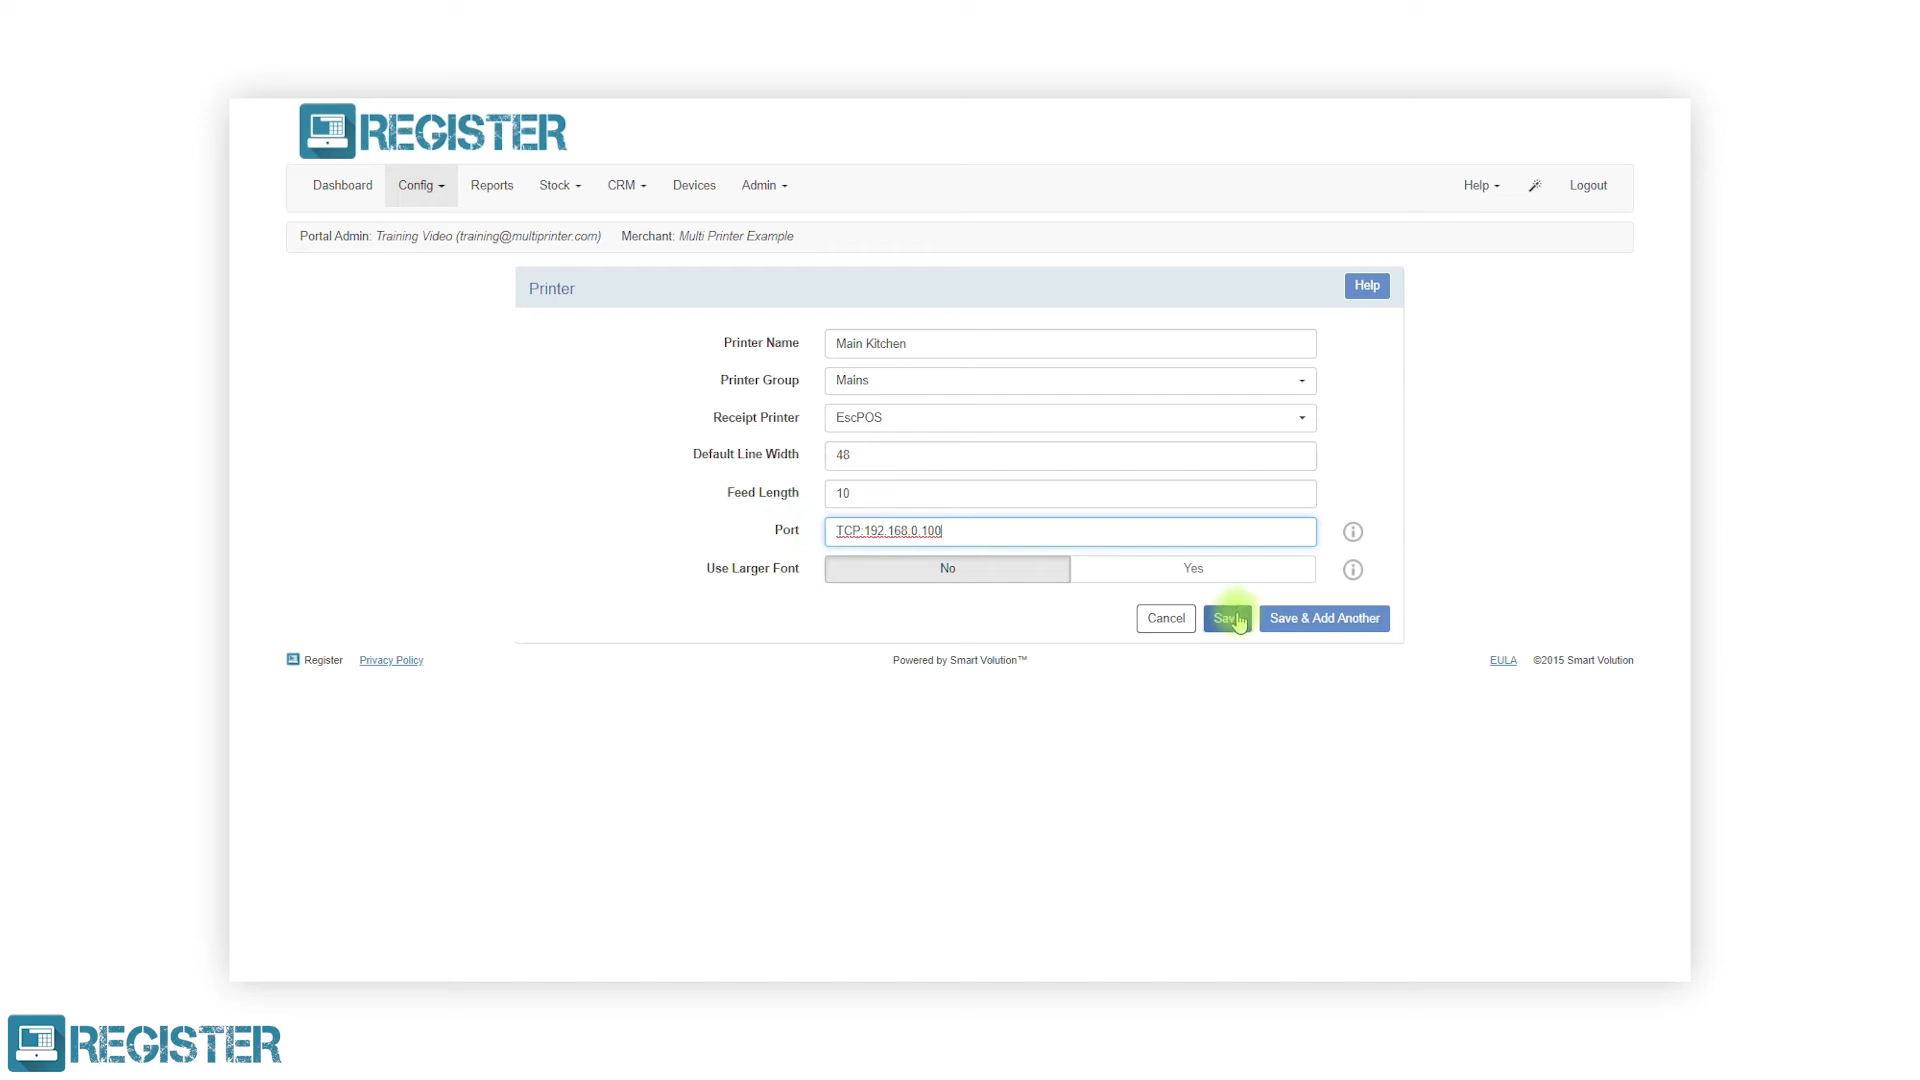 REGISTER
Dashboard Config Reports Stock CRM Devices Admin Help Logout
Portal Admin: Training Video (training@multiprinter.com) Merchant: Multi Printer Example
Printer Help
Printer Name Main Kitchen
Printer Group Mains
Receipt Printer EscPOS
Default Line Width 48
Feed Length 10
Port TCP:192.168.0.100
Use Larger Font No Yes
Cancel Save Save & Add Another
Register Privacy Policy Powered by Smart Volution™ EULA ©2015 Smart Volution
REGISTER